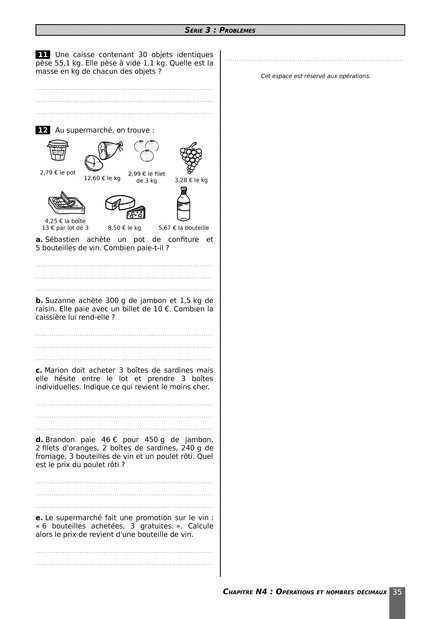 SÉRIE 3 : PROBLÈMES
11 Une caisse contenant 30 objets identiques
pèse 55,1 kg. Elle pèse à vide 1,1 kg. Quelle est la
masse en kg de chacun des objets ?
12 Au supermarché, on trouve :
2,79 € le pot
12,60 € le kg
2,99 € le filet
de 3 kg
3,28 € le kg
4,25 € la boîte
13 € par lot de 3
8,50 € le kg
5,67 € la bouteille
a. Sébastien achète un pot de confiture et
5 bouteilles de vin. Combien paie-t-il ?
b. Suzanne achète 300 g de jambon et 1,5 kg de
raisin. Elle paie avec un billet de 10 €. Combien la
caissière lui rend-elle ?
c. Marion doit acheter 3 boîtes de sardines mais
elle hésite entre le lot et prendre 3 boîtes
individuelles. Indique ce qui revient le moins cher.
d. Brandon paie 46 € pour 450 g de jambon,
2 filets d'oranges, 2 boîtes de sardines, 240 g de
fromage, 3 bouteilles de vin et un poulet rôti. Quel
est le prix du poulet rôti ?
e. Le supermarché fait une promotion sur le vin :
« 6 bouteilles achetées, 3 gratuites. ». Calcule
alors le prix de revient d'une bouteille de vin.
Cet espace est réservé aux opérations.
CHAPITRE N4 : OPÉRATIONS ET NOMBRES DÉCIMAUX 35